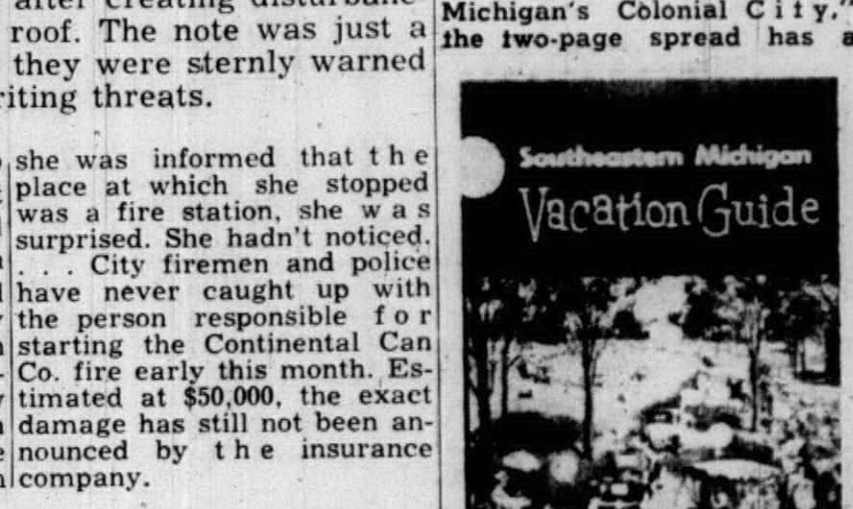 after creating
roof. The note was just a
they were sternly warned
threats.
she was informed that the
place at which she stopped
was a fire station, she was
surprised. She hadn't noticed.
. . . City firemen and police
have never caught up with
the person responsible for
starting the Continental Can
Co. fire early this month. Es-
timated at $50,000, the exact
damage has still not been an-
nounced by the insurance
company.
Michigan's Colonial City,"
the two-page spread has a
Southeastern Michigan
Vacation Guide